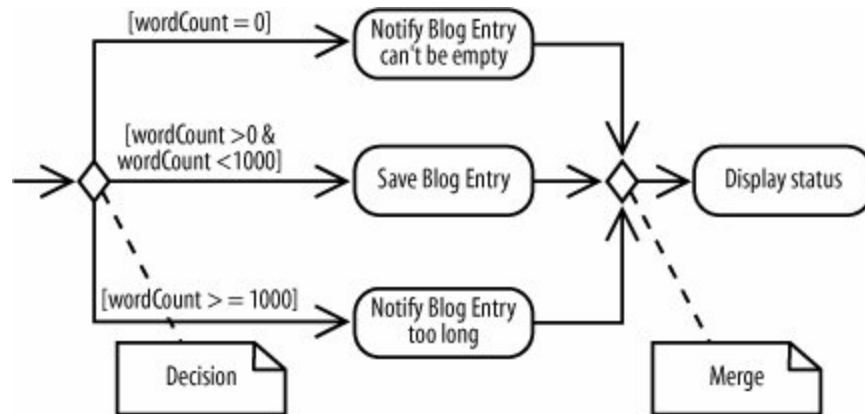 [wordCount = 0]
Notify Blog Entry
can't be empty
[wordCount >0 &
wordCount <1000]
Save Blog Entry
Display status
[wordCount > = 1000]
Notify Blog Entry
too long
Decision
Merge